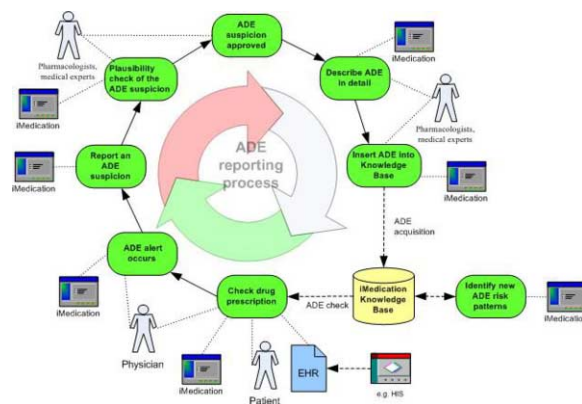 ADE
suspicion
approved
iMedication
Pharmacologists,
medical experts
Plausibility
check of the
ADE suspicion
Describe ADE
in detail
iMedication
Pharmacologists,
medical experts
ADE
reporting
process
Report an
ADE
suspicion
iMedication
Insert ADE into
Knowledge
Base
iMedication
ADE
acquisition
ADE alert
occurs
iMedication
Check drug
prescription
ADE check
iMedication
Knowledge
Base
Identify new
ADE risk
patterns
iMedication
Physician
iMedication
Patient
EHR
e.g. HIS